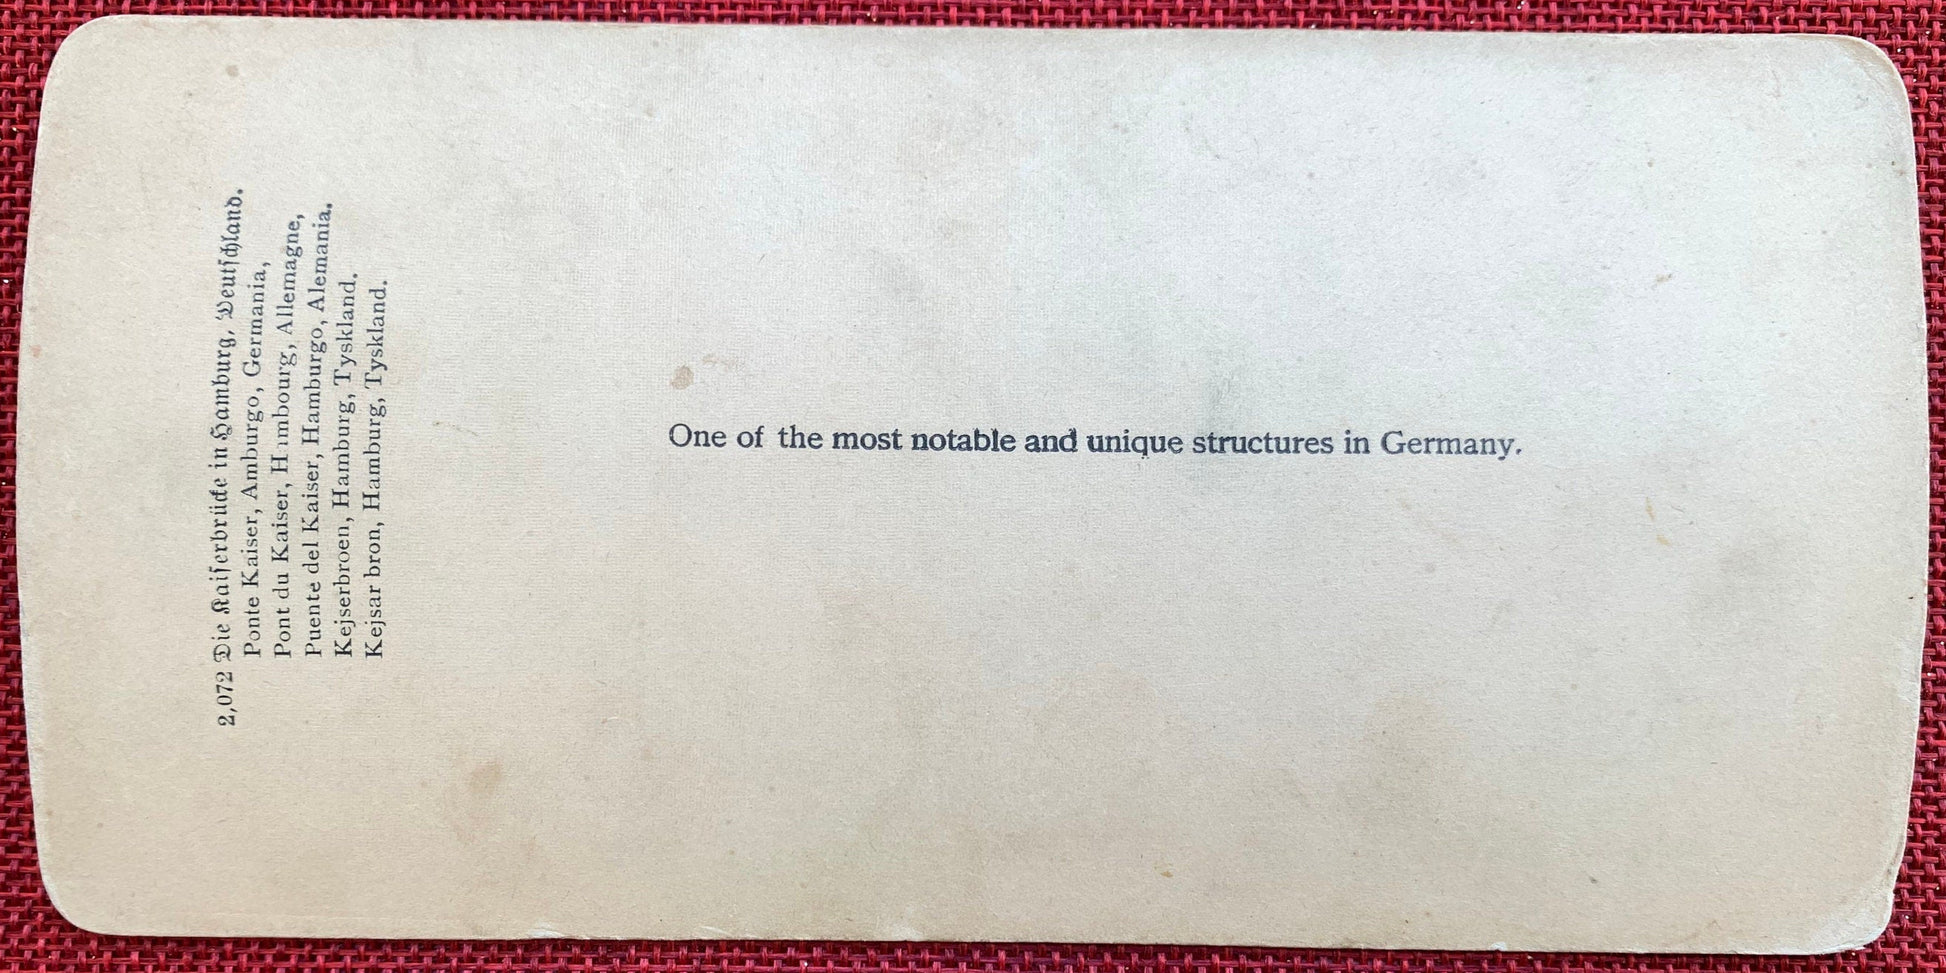 2,072 Die Kaiserbrücke in Hamburg, Deutschland.
Ponte Kaiser, Amburgo, Germania,
Pont du Kaiser, Hambourg, Allemagne,
Puente del Kaiser, Hamburgo, Alemania.
Kejserbroen, Hamburg, Tyskland.
Kejsar bron, Hamburg, Tyskland.
One of the most notable and unique structures in Germany.